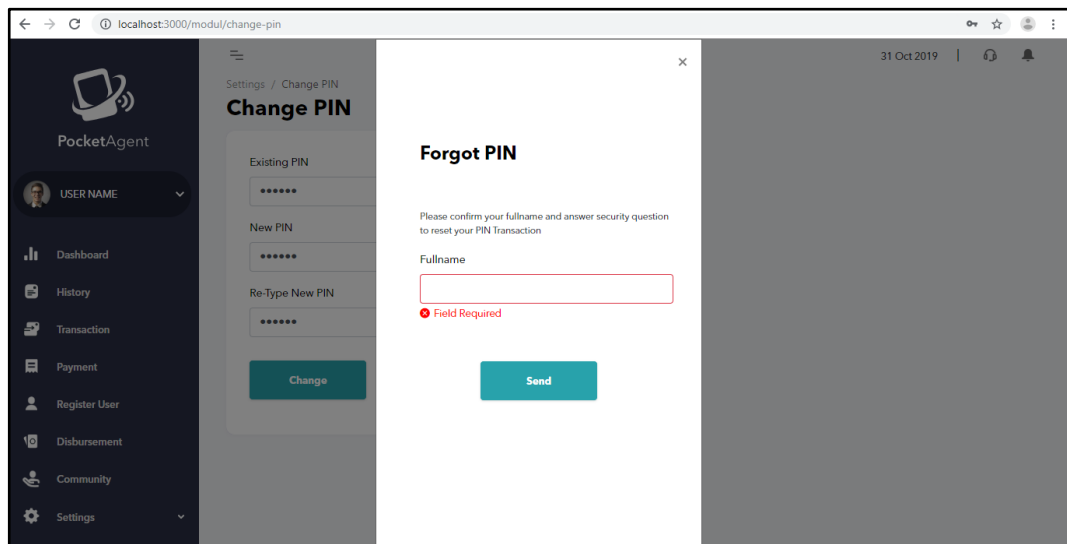 localhost:3000/modul/change-pin
31 Oct 2019
PocketAgent
USER NAME
Dashboard
History
Transaction
Payment
Register User
Disbursement
Community
Settings
Settings / Change PIN
Change PIN
Existing PIN
••••••
New PIN
••••••
Re-Type New PIN
••••••
Change
Forgot PIN
Please confirm your fullname and answer security question
to reset your PIN Transaction
Fullname
Field Required
Send